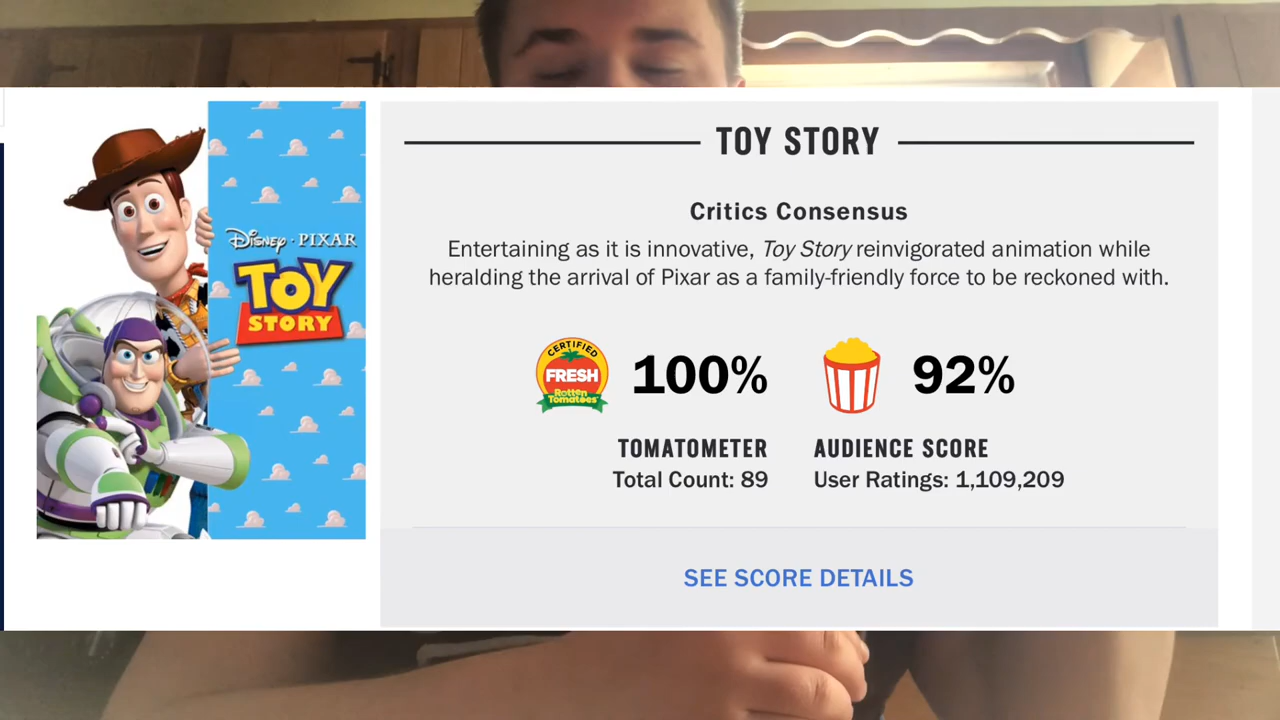 TOY STORY
Critics Consensus
Entertaining as it is innovative, Toy Story reinvigorated animation while
heralding the arrival of Pixar as a family-friendly force to be reckoned with.
DISNEY · PIXAR
TOY
STORY
CERTIFIED
FRESH
Rotten
Tomatoes
100%
92%
TOMATOMETER
AUDIENCE SCORE
Total Count: 89
User Ratings: 1,109,209
SEE SCORE DETAILS